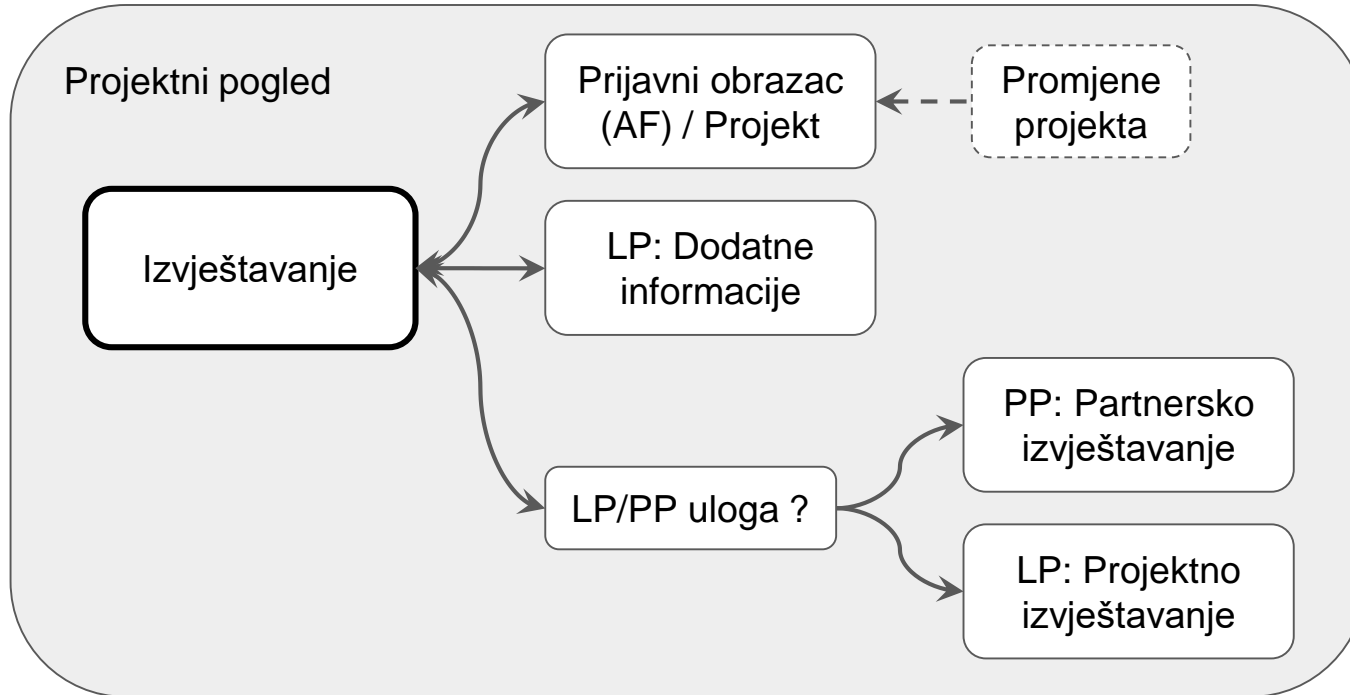 Projektni pogled
Prijavni obrazac
(AF) / Projekt
Promjene
projekta
Izvještavanje
LP: Dodatne
informacije
LP/PP uloga ?
PP: Partnersko
izvještavanje
LP: Projektno
izvještavanje